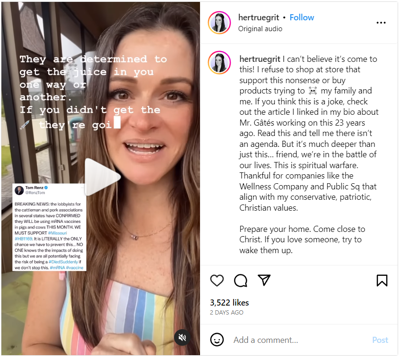 They are determined to
get the juice in you
one way or
another.
If you didn't get the
they're goi
Tom Renz
@RenzTom
BREAKING NEWS: the lobbyists for
the cattleman and pork associations
in several states have CONFIRMED
they WILL be using mRNA vaccines
in pigs and cows THIS MONTH. WE
MUST SUPPORT #Missouri
#HB1169. It is LITERALLY the ONLY
chance we have to prevent this... NO
ONE knows the the impacts of doing
this but we are all potentially facing
the risk of being a #DiedSuddenly if
we don't stop this. #mRNA #vaccine
hertruegrit • Follow
Original audio
hertruegrit I can't believe it's come to
this! I refuse to shop at store that
support this nonsense or buy
products trying to ☠️ my family and
me. If you think this is a joke, check
out the article I linked in my bio about
Mr. Gátés working on this 23 years
ago. Read this and tell me there isn't
an agenda. But it's much deeper than
just this... friend, we're in the battle of
our lives. This is spiritual warfare.
Thankful for companies like the
Wellness Company and Public Sq that
align with my conservative, patriotic,
Christian values.
Prepare your home. Come close to
Christ. If you love someone, try to
wake them up.
3,522 likes
2 DAYS AGO
Add a comment...
Post